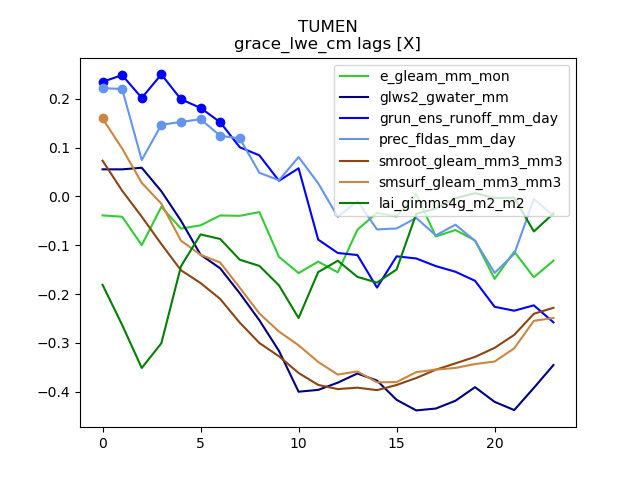 TUMEN
grace_lwe_cm lags [X]
e_gleam_mm_mon
glws2_gwater_mm
grun_ens_runoff_mm_day
prec_fldas_mm_day
smroot_gleam_mm3_mm3
smsurf_gleam_mm3_mm3
lai_gimms4g_m2_m2
0.2
0.1
0.0
−0.1
−0.2
−0.3
−0.4
0 5 10 15 20